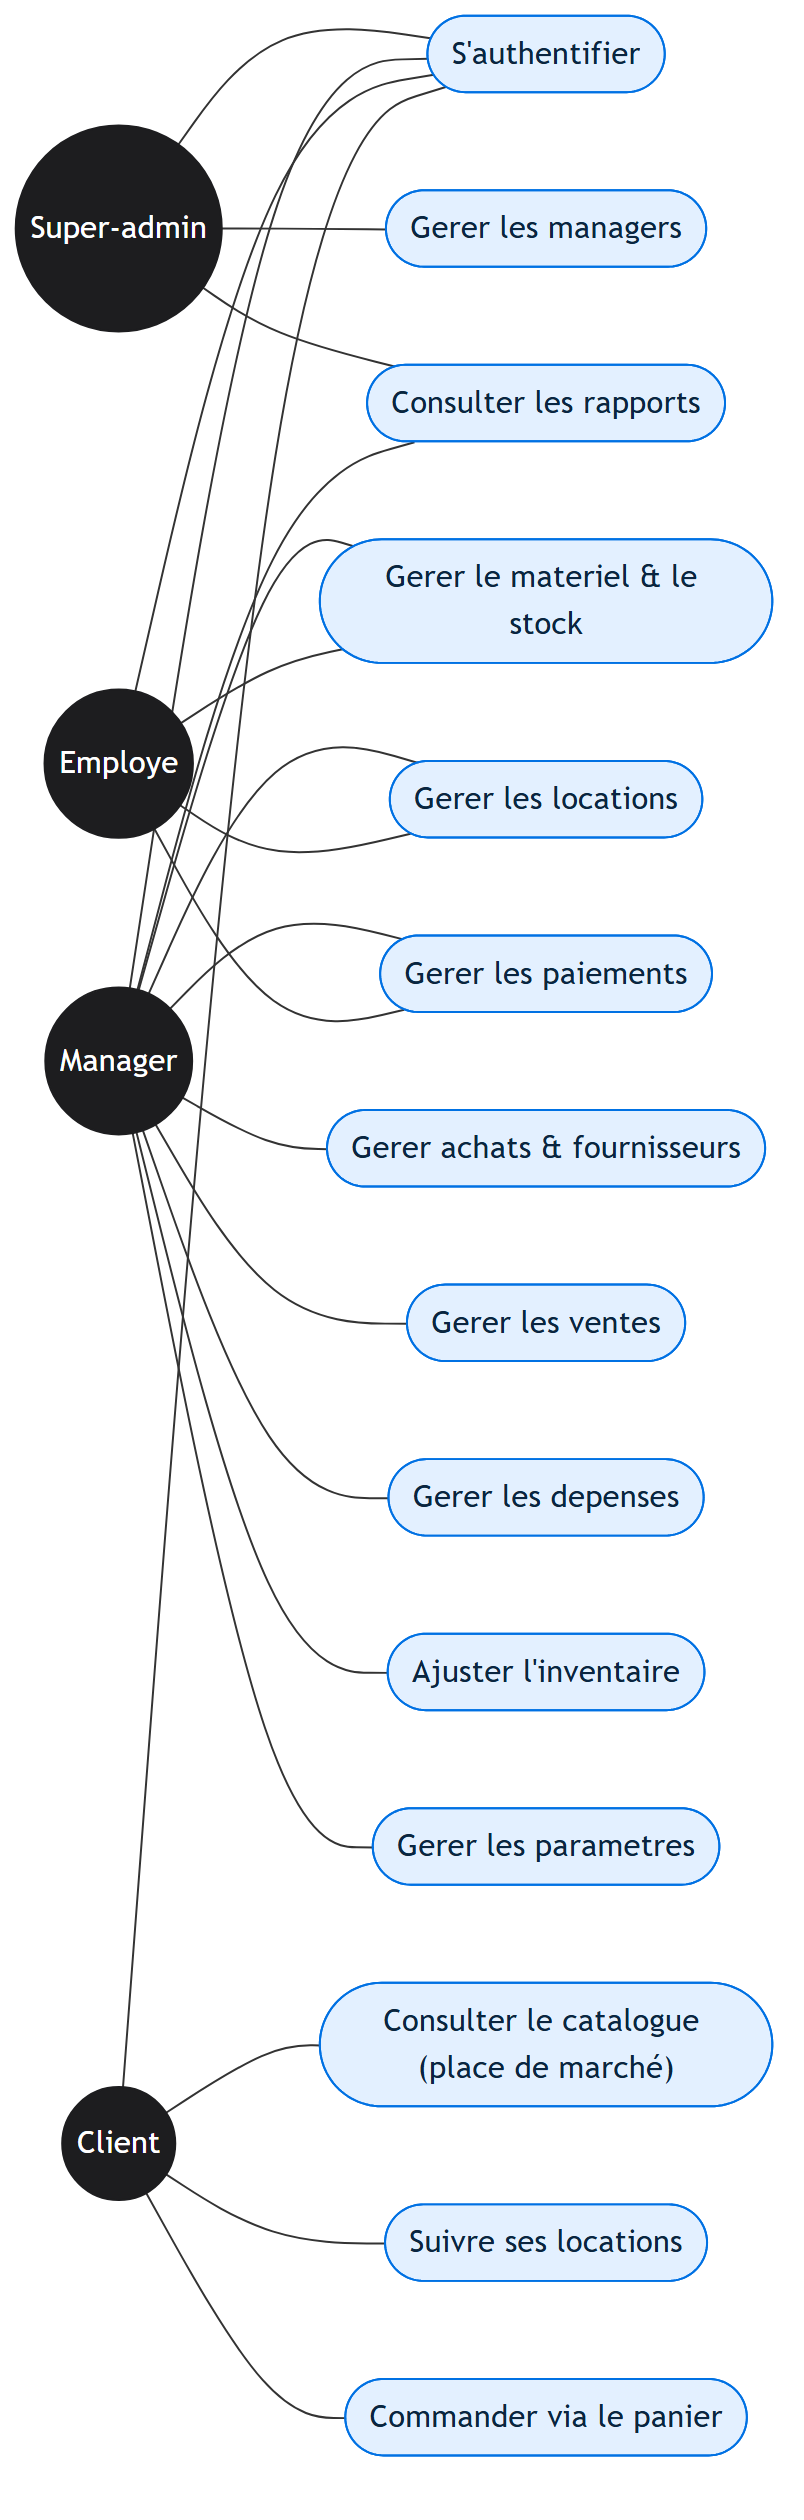 S'authentifier
Super-admin
Gerer les managers
Consulter les rapports
Gerer le materiel & le
stock
Employe
Gerer les locations
Gerer les paiements
Manager
Gerer achats & fournisseurs
Gerer les ventes
Gerer les depenses
Ajuster l'inventaire
Gerer les parametres
Consulter le catalogue
(place de marché)
Client
Suivre ses locations
Commander via le panier